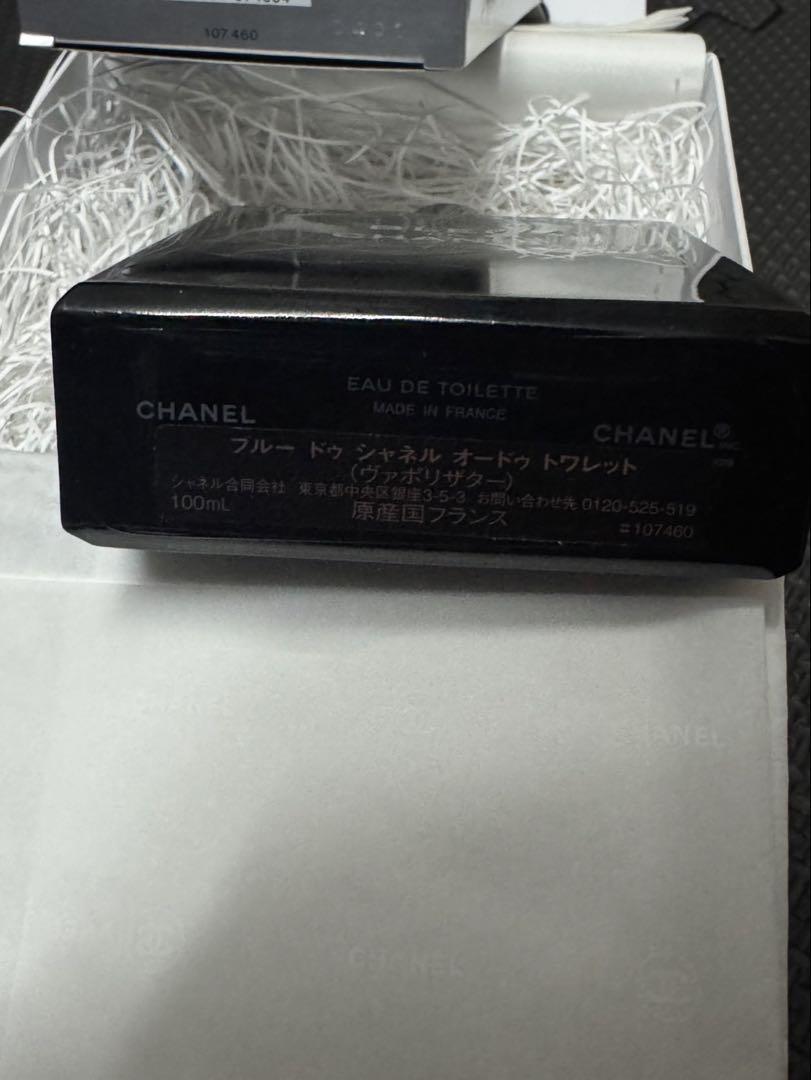 107.460
EAU DE TOILETTE
MADE IN FRANCE
CHANEL
CHANEL®
ブルー ドゥ シャネル オードゥ トワレット
(ヴァポリザター)
シャネル合同会社 東京都中央区銀座3-5-3 お問い合わせ先 0120-525-519
100mL
原産国フランス
#107460
CHANEL
CHANEL
CHANEL